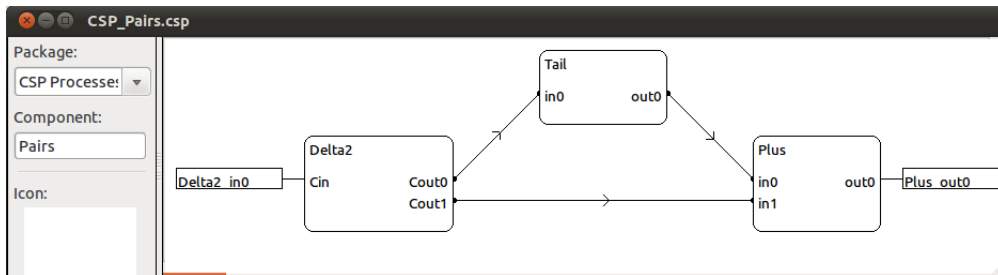 CSP_Pairs.csp
Package:
CSP Processes
Component:
Pairs
Icon:
Delta2_in0
Delta2
Cin
Cout0
Cout1
Tail
in0 out0
Plus
in0 out0
in1
Plus_out0